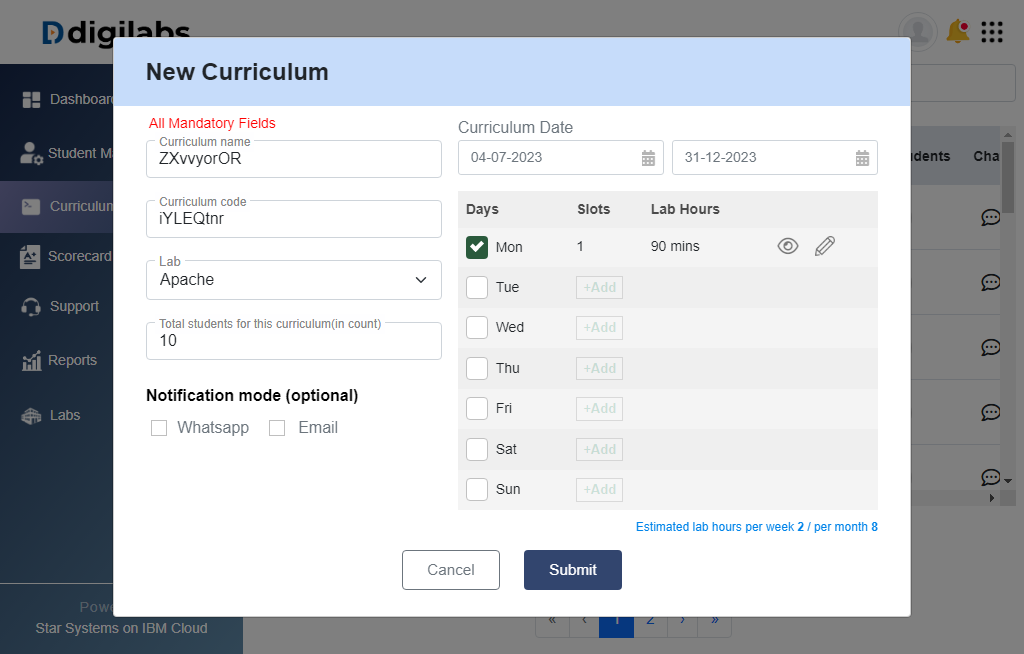 digilabs
New Curriculum
Dashboard
Student M
Curriculum
Scorecard
Support
Reports
Labs
All Mandatory Fields
Curriculum name
ZXvvyorOR
Curriculum code
iYLEQtnr
Lab
Apache
Total students for this curriculum(in count)
10
Notification mode (optional)
Whatsapp Email
Curriculum Date
04-07-2023 31-12-2023
Days Slots Lab Hours
Mon 1 90 mins
Tue +Add
Wed +Add
Thu +Add
Fri +Add
Sat +Add
Sun +Add
Estimated lab hours per week 2 / per month 8
Cancel Submit
dents Cha
Powe
Star Systems on IBM Cloud
« ‹ 1 2 › »